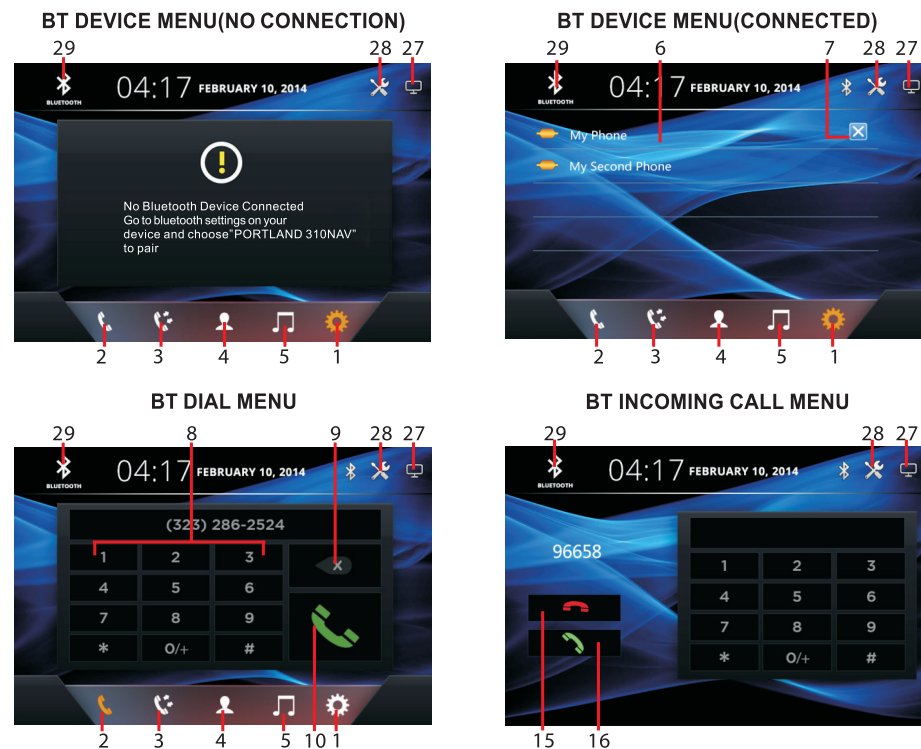 BT DEVICE MENU(NO CONNECTION)
29 28 27
04:17 FEBRUARY 10, 2014
BLUETOOTH
!
No Bluetooth Device Connected
Go to bluetooth settings on your
device and choose"PORTLAND 310NAV"
to pair
2 3 4 5 1
BT DEVICE MENU(CONNECTED)
29 6 7 28 27
04:17 FEBRUARY 10, 2014
BLUETOOTH
My Phone
My Second Phone
2 3 4 5 1
BT DIAL MENU
29 8 9 28 27
04:17 FEBRUARY 10, 2014
BLUETOOTH
(323) 286-2524
1 2 3 X
4 5 6
7 8 9
* 0/+ #
2 3 4 5 10 1
BT INCOMING CALL MENU
29 28 27
04:17 FEBRUARY 10, 2014
BLUETOOTH
96658
1 2 3
4 5 6
7 8 9
* 0/+ #
15 16